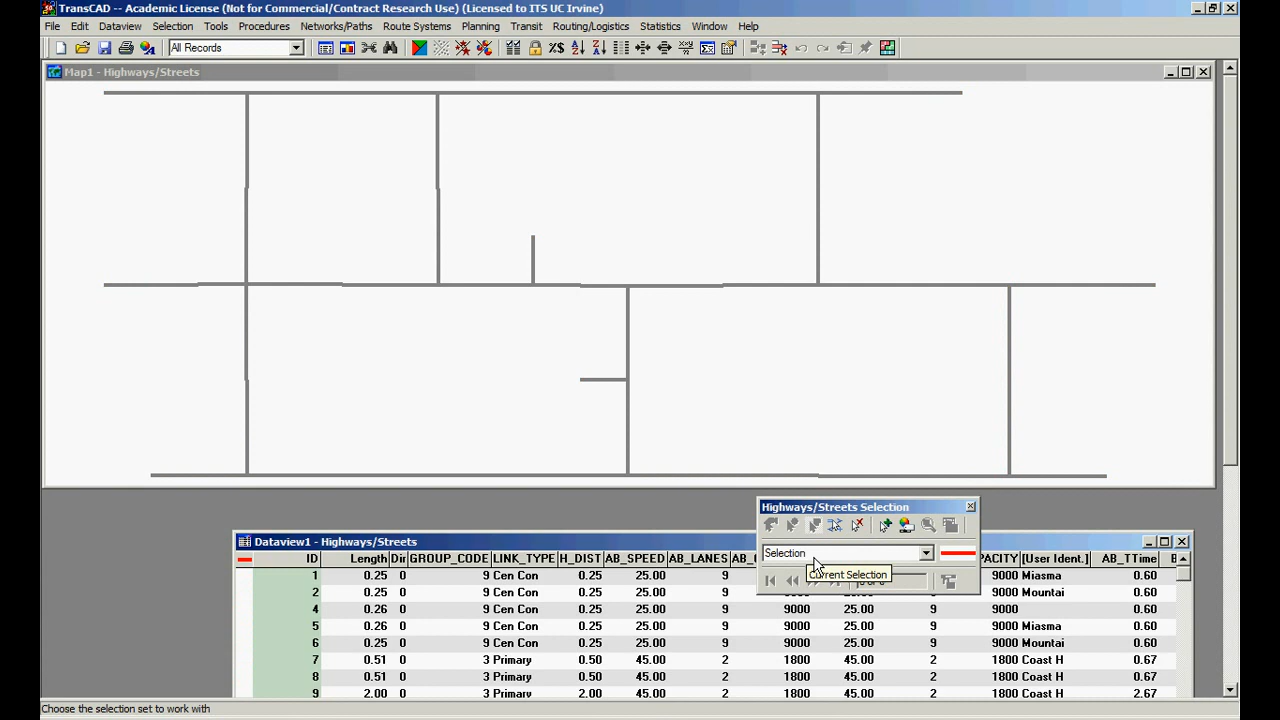 TransCAD -- Academic License (Not for Commercial/Contract Research Use) (Licensed to ITS UC Irvine)
File Edit Dataview Selection Tools Procedures Networks/Paths Route Systems Planning Transit Routing/Logistics Statistics Window Help
All Records
Map1 - Highways/Streets
Highways/Streets Selection
Selection
Current Selection
Dataview1 - Highways/Streets
ID Length Dir GROUP_CODE LINK_TYPE H_DIST AB_SPEED AB_LANES AB_ PACITY [User Ident.] AB_TTime
1 0.25 0 9 Cen Con 0.25 25.00 9 9000 Miasma 0.60
2 0.25 0 9 Cen Con 0.25 25.00 9 9000 Mountai 0.60
4 0.26 0 9 Cen Con 0.25 25.00 9 9000 25.00 9 9000 0.60
5 0.26 0 9 Cen Con 0.25 25.00 9 9000 25.00 9 9000 Miasma 0.60
6 0.25 0 9 Cen Con 0.25 25.00 9 9000 25.00 9 9000 Mountai 0.60
7 0.51 0 3 Primary 0.50 45.00 2 1800 45.00 2 1800 Coast H 0.67
8 0.51 0 3 Primary 0.50 45.00 2 1800 45.00 2 1800 Coast H 0.67
9 2.00 0 3 Primary 2.00 45.00 2 1800 45.00 2 1800 Coast H 2.67
Choose the selection set to work with